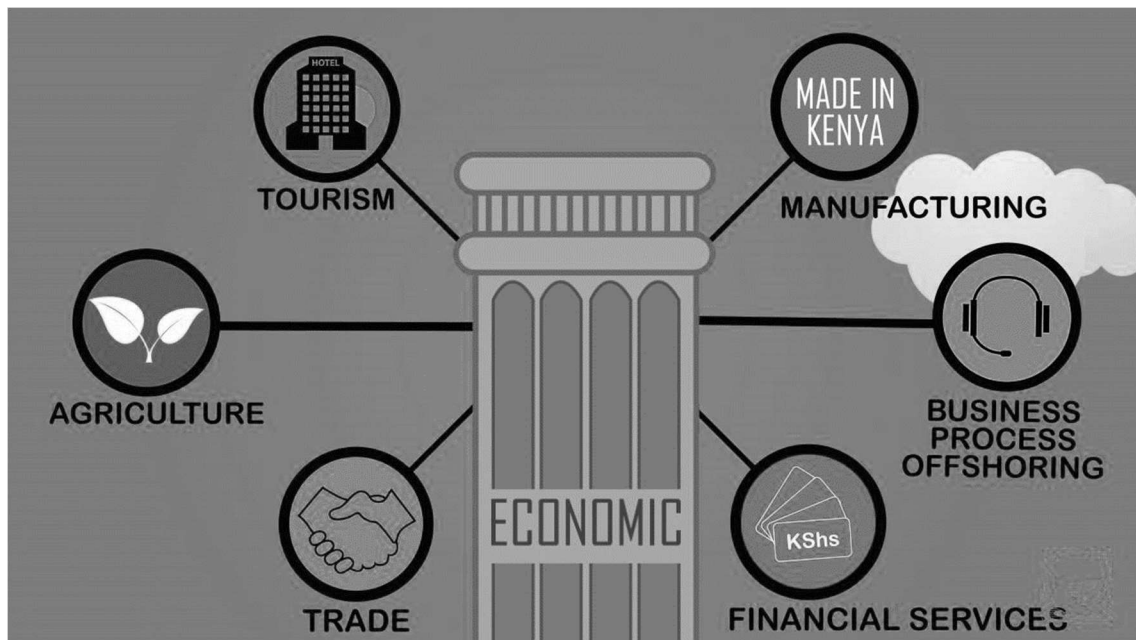 HOTEL
TOURISM
MADE IN
KENYA
MANUFACTURING
AGRICULTURE
BUSINESS
PROCESS
OFFSHORING
ECONOMIC
TRADE
KShs
FINANCIAL SERVICES